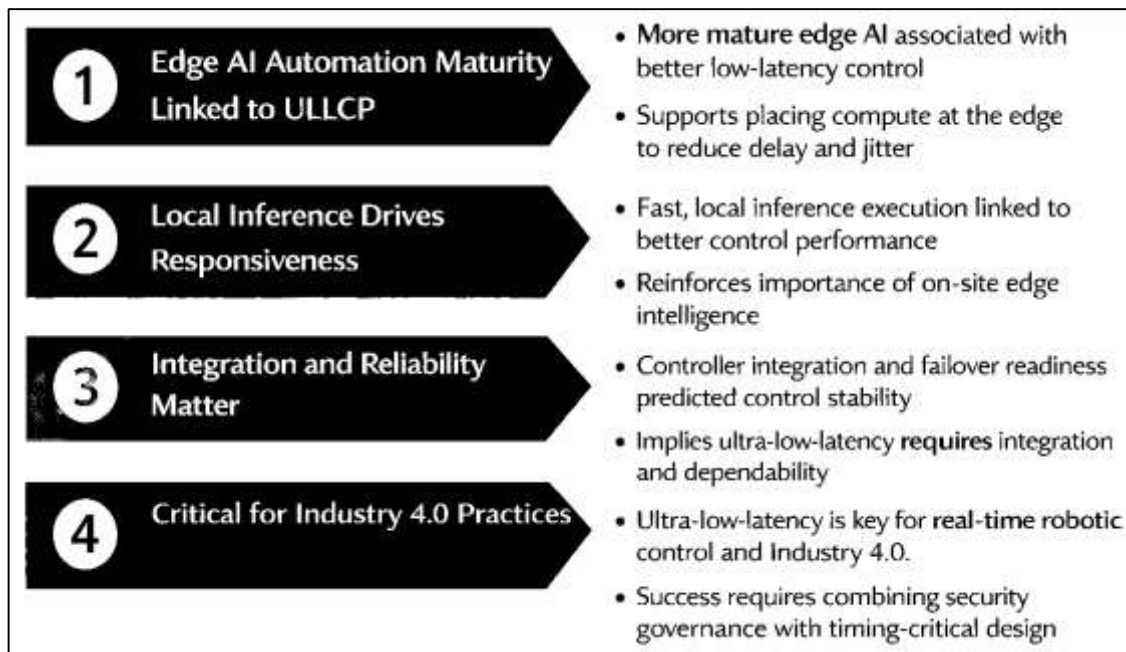 1
Edge AI Automation Maturity
Linked to ULLCP
• More mature edge AI associated with
better low-latency control
• Supports placing compute at the edge
to reduce delay and jitter
2
Local Inference Drives
Responsiveness
• Fast, local inference execution linked to
better control performance
• Reinforces importance of on-site edge
intelligence
3
Integration and Reliability
Matter
• Controller integration and failover readiness
predicted control stability
• Implies ultra-low-latency requires integration
and dependability
4
Critical for Industry 4.0 Practices
• Ultra-low-latency is key for real-time robotic
control and Industry 4.0.
• Success requires combining security
governance with timing-critical design